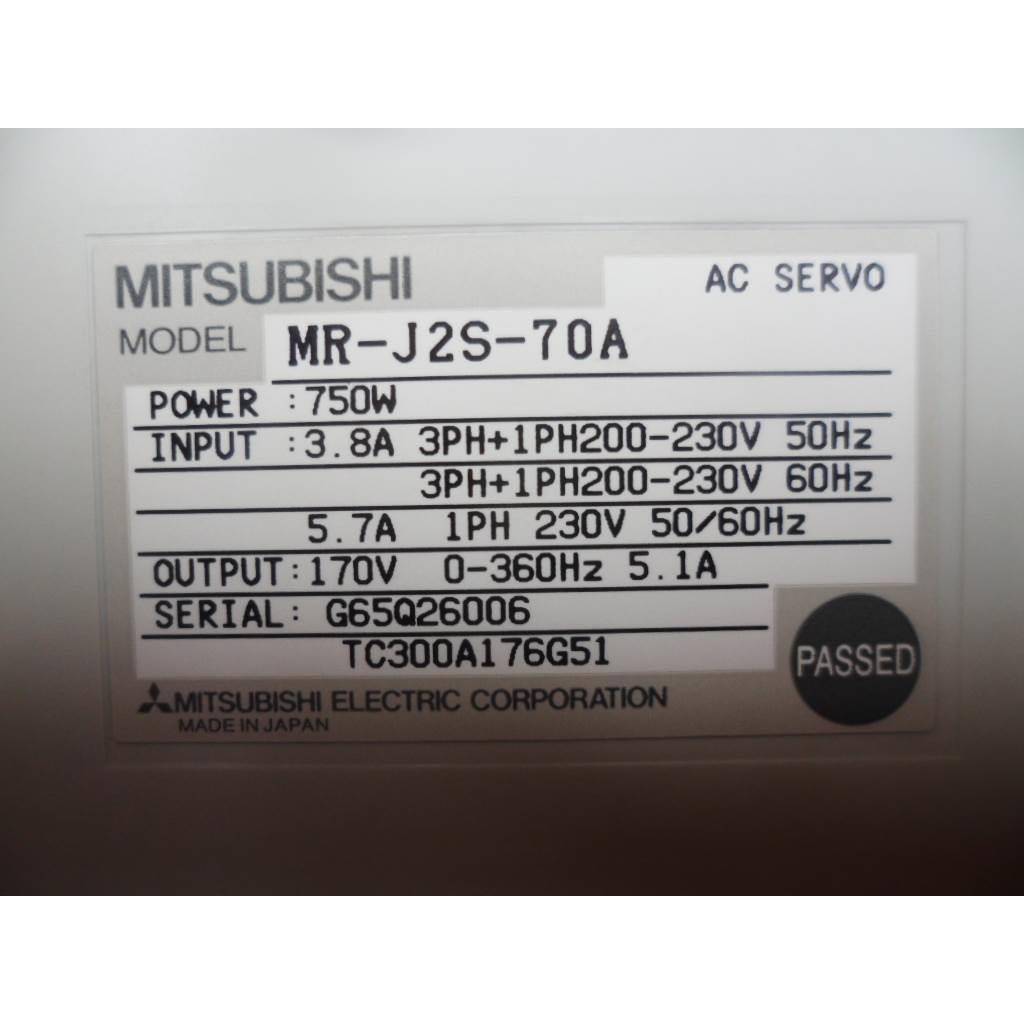 MITSUBISHI
AC SERVO
MODEL MR-J2S-70A
POWER :750W
INPUT :3.8A 3PH+1PH200-230V 50Hz
3PH+1PH200-230V 60Hz
5.7A 1PH 230V 50/60Hz
OUTPUT:170V 0-360Hz 5.1A
SERIAL: G65Q26006
TC300A176G51
PASSED
MITSUBISHI ELECTRIC CORPORATION
MADE IN JAPAN